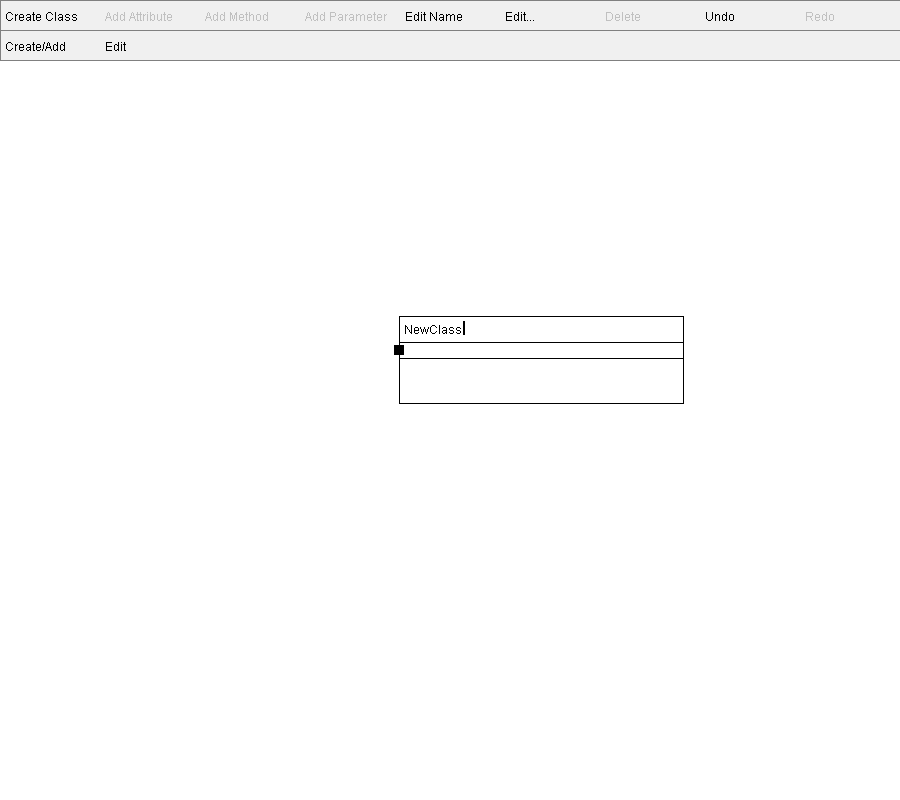 Create Class Add Attribute Add Method Add Parameter Edit Name Edit... Delete Undo Redo
Create/Add Edit
NewClass